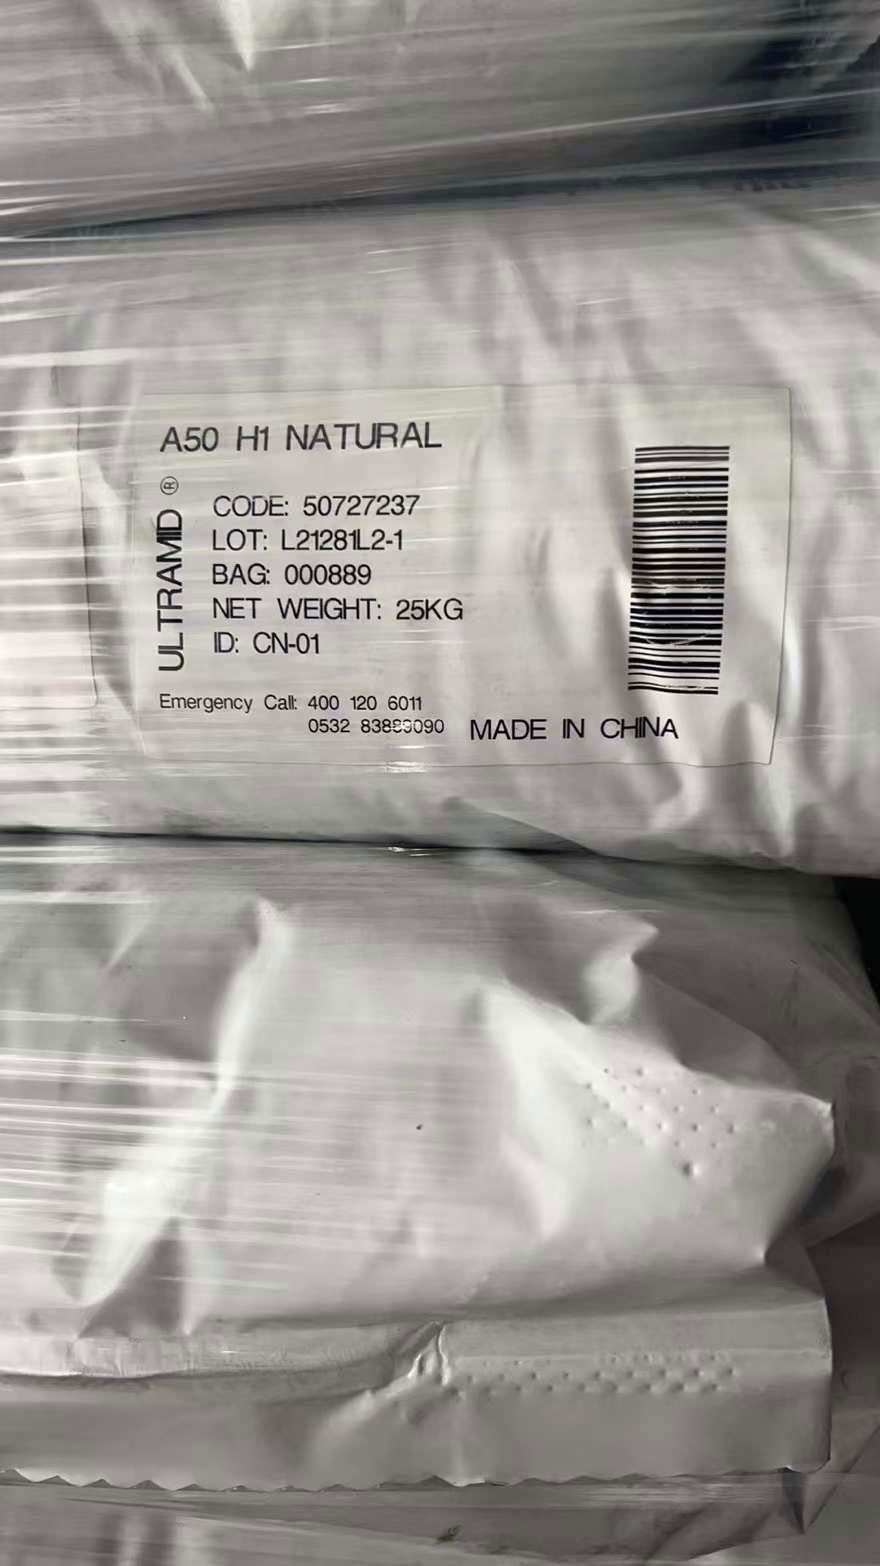 A50 H1 NATURAL
ULTRAMID®
CODE: 50727237
LOT: L21281L2-1
BAG: 000889
NET WEIGHT: 25KG
ID: CN-01
Emergency Call: 400 120 6011
0532 83889090
MADE IN CHINA